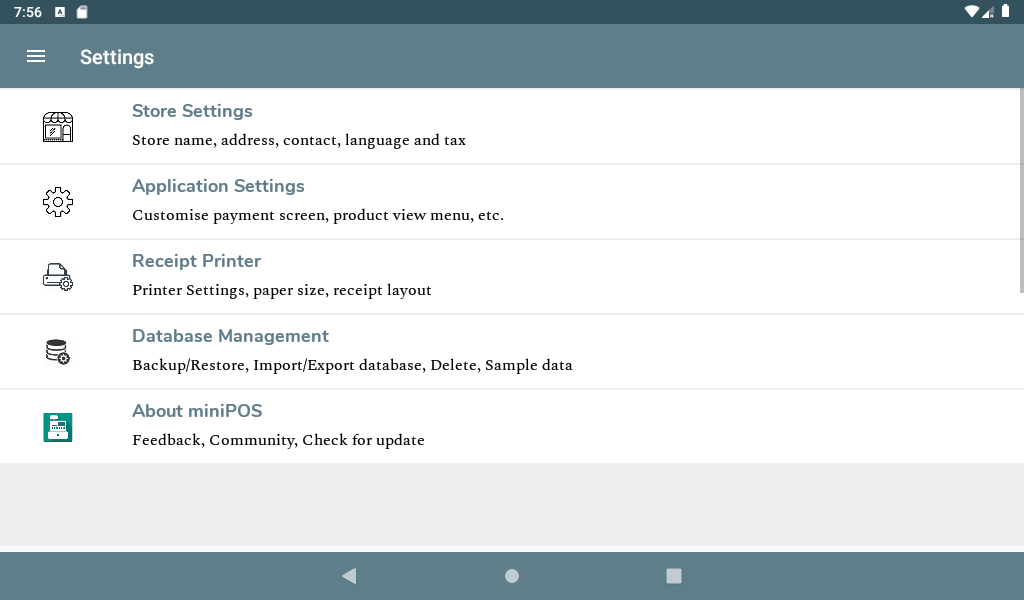 7:56
A
Settings
Store Settings
Store name, address, contact, language and tax
Application Settings
Customise payment screen, product view menu, etc.
Receipt Printer
Printer Settings, paper size, receipt layout
Database Management
Backup/Restore, Import/Export database, Delete, Sample data
About miniPOS
Feedback, Community, Check for update